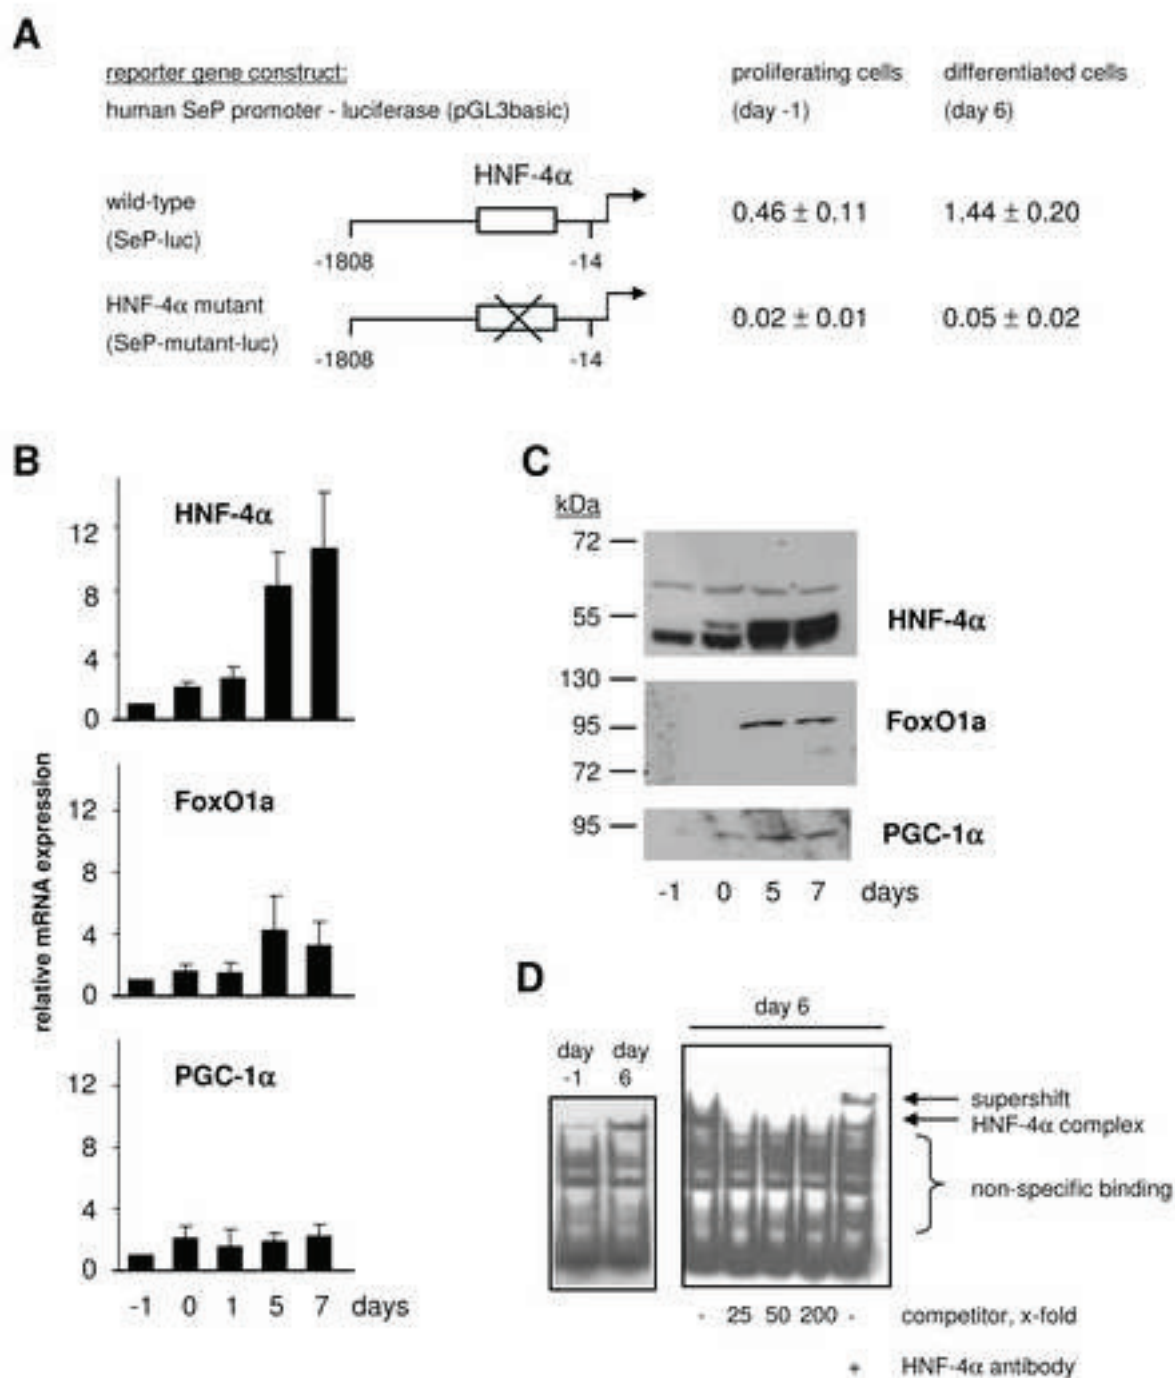 A
reporter gene construct:
human SeP promoter - luciferase (pGL3basic)
proliferating cells
(day -1)
differentiated cells
(day 6)
HNF-4α
wild-type
(SeP-luc)
-1808
-14
0.46 ± 0.11
1.44 ± 0.20
HNF-4α mutant
(SeP-mutant-luc)
-1808
-14
0.02 ± 0.01
0.05 ± 0.02
B
relative mRNA expression
HNF-4α
12
8
4
0
FoxO1a
12
8
4
0
PGC-1α
12
8
4
0
-1 0 1 5 7 days
C
kDa
72
55
HNF-4α
130
95
72
FoxO1a
95
PGC-1α
-1 0 5 7 days
D
day 6
day
-1
day
6
supershift
HNF-4α complex
non-specific binding
- 25 50 200 - competitor, x-fold
+ HNF-4α antibody